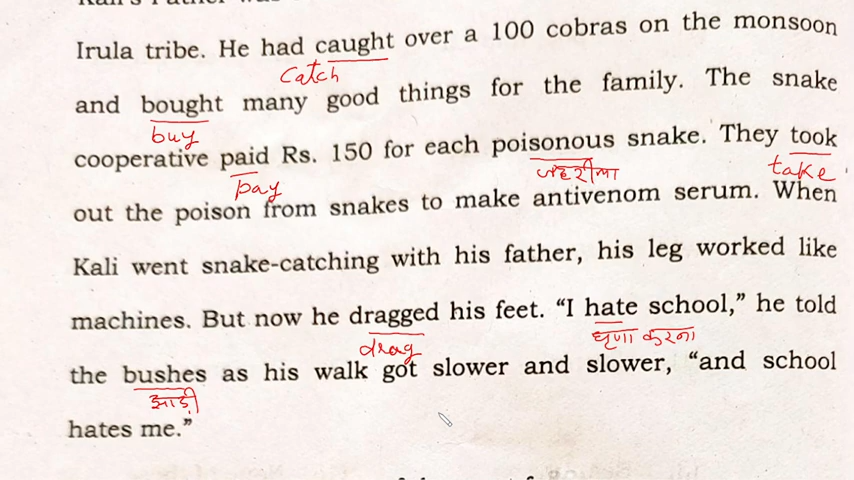 Irula tribe. He had caught over a 100 cobras on the monsoon
catch
and bought many good things for the family. The snake
buy
cooperative paid Rs. 150 for each poisonous snake. They took
pay जहरीला take
out the poison from snakes to make antivenom serum. When
Kali went snake-catching with his father, his leg worked like
machines. But now he dragged his feet. “I hate school,” he told
drag घृणा करना
the bushes as his walk got slower and slower, “and school
झाड़ी
hates me.”